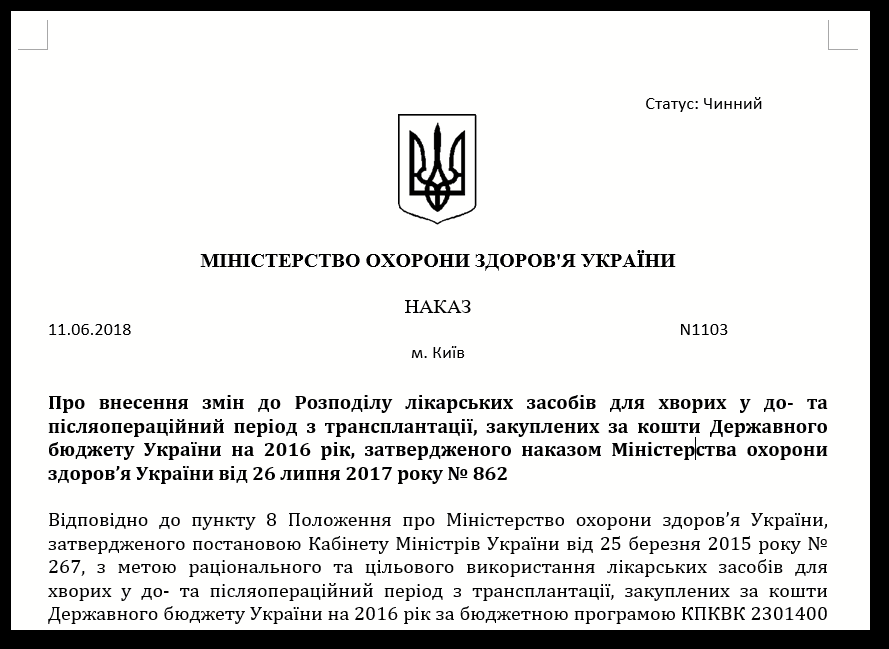 Статус: Чинний
МІНІСТЕРСТВО ОХОРОНИ ЗДОРОВ'Я УКРАЇНИ
НАКАЗ
11.06.2018 N1103
м. Київ
Про внесення змін до Розподілу лікарських засобів для хворих у до- та
післяопераційний період з трансплантації, закуплених за кошти Державного
бюджету України на 2016 рік, затвердженого наказом Міністерства охорони
здоров’я України від 26 липня 2017 року № 862
Відповідно до пункту 8 Положення про Міністерство охорони здоров’я України,
затвердженого постановою Кабінету Міністрів України від 25 березня 2015 року №
267, з метою раціонального та цільового використання лікарських засобів для
хворих у до- та післяопераційний період з трансплантації, закуплених за кошти
Державного бюджету України на 2016 рік за бюджетною програмою КПКВК 2301400